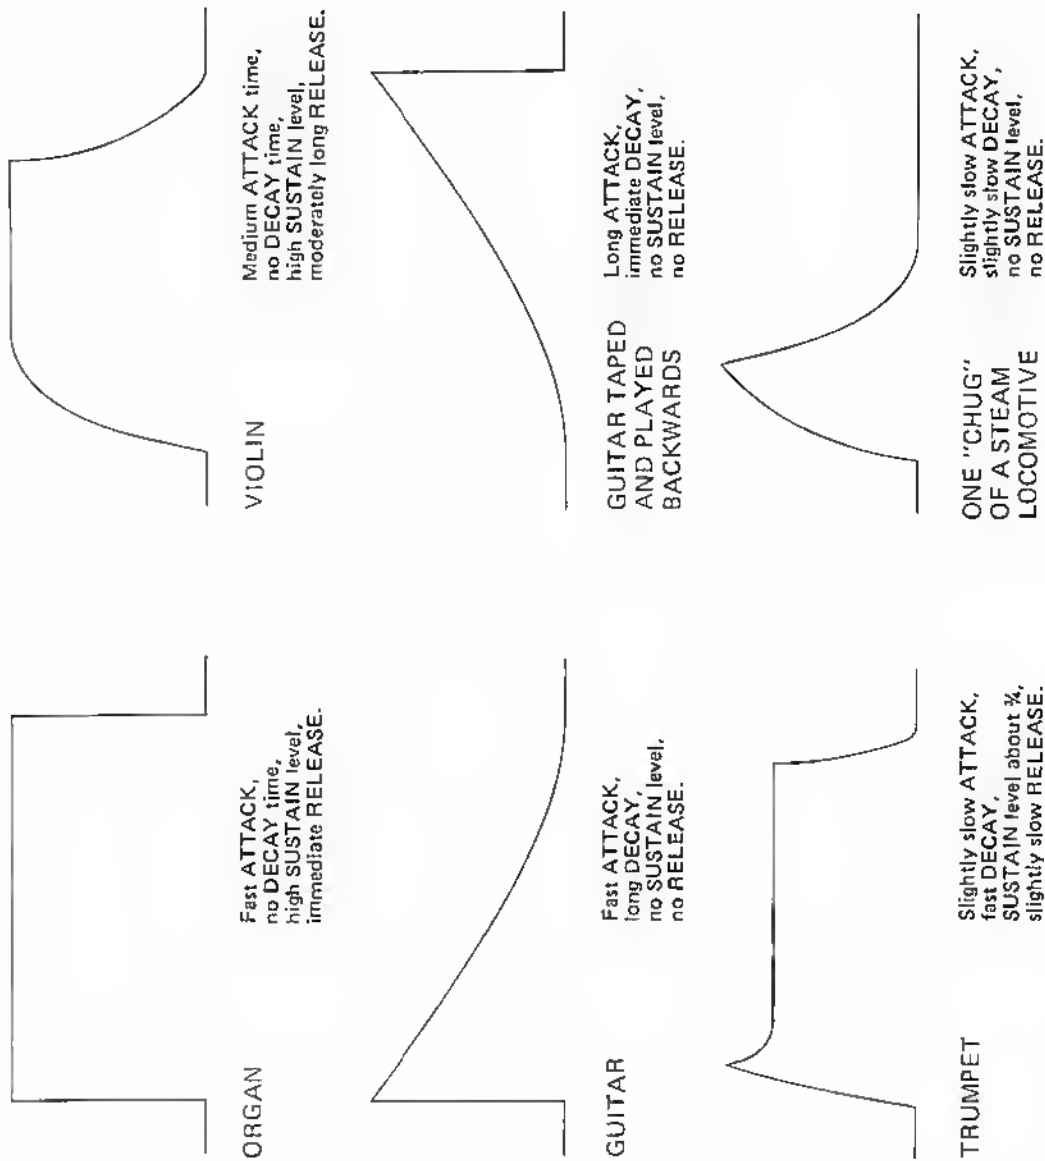 ORGAN
Fast ATTACK,
no DECAY time,
high SUSTAIN level,
immediate RELEASE.
VIOLIN
Medium ATTACK time,
no DECAY time,
high SUSTAIN level,
moderately long RELEASE.
GUITAR
Fast ATTACK,
long DECAY,
no SUSTAIN level,
no RELEASE.
GUITAR TAPED
AND PLAYED
BACKWARDS
Long ATTACK,
immediate DECAY,
no SUSTAIN level,
no RELEASE.
TRUMPET
Slightly slow ATTACK,
fast DECAY,
SUSTAIN level about ¾,
slightly slow RELEASE.
ONE "CHUG"
OF A STEAM
LOCOMOTIVE
Slightly slow ATTACK,
slightly slow DECAY,
no SUSTAIN level,
no RELEASE.